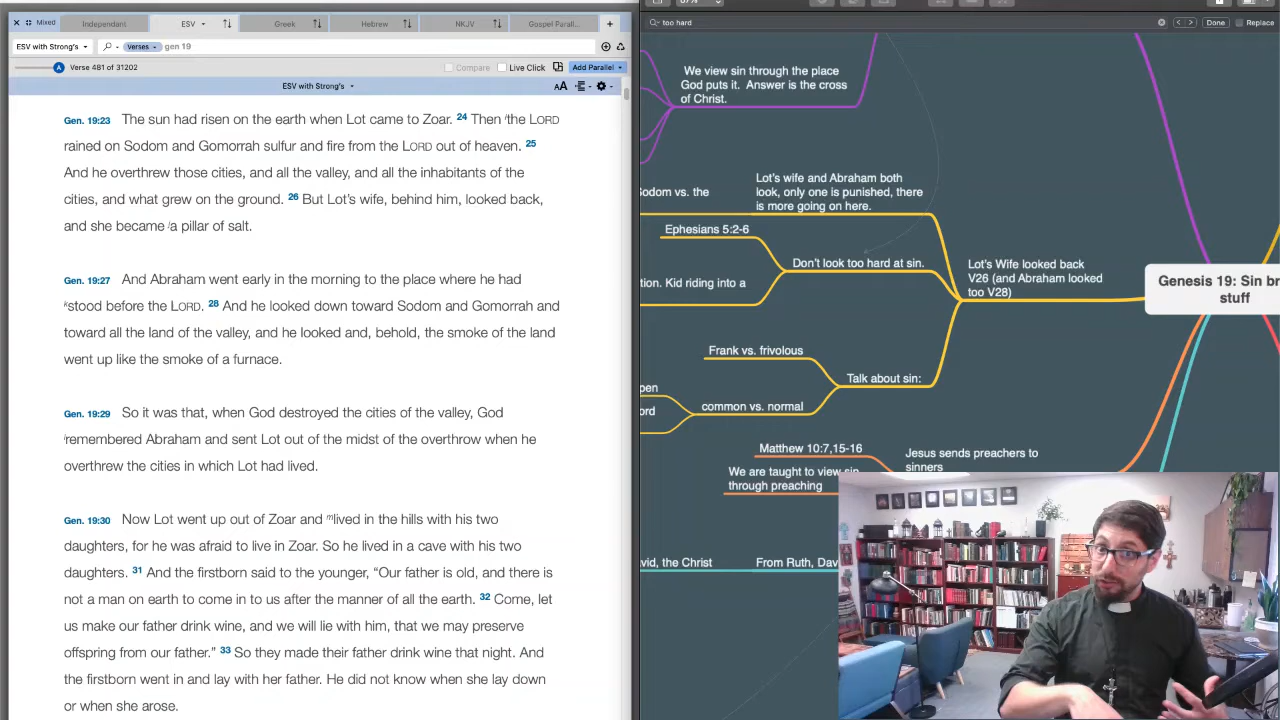 Mixed
Independant
ESV
Greek
Hebrew
NKJV
Gospel Parall...
+
ESV with Strong's
Verses
gen 19
Verse 481 of 31202
Compare
Live Click
Add Parallel
ESV with Strong's
AA
Gen. 19:23 The sun had risen on the earth when Lot came to Zoar. 24 Then the LORD
rained on Sodom and Gomorrah sulfur and fire from the LORD out of heaven. 25
And he overthrew those cities, and all the valley, and all the inhabitants of the
cities, and what grew on the ground. 26 But Lot's wife, behind him, looked back,
and she became a pillar of salt.
Gen. 19:27 And Abraham went early in the morning to the place where he had
stood before the LORD. 28 And he looked down toward Sodom and Gomorrah and
toward all the land of the valley, and he looked and, behold, the smoke of the land
went up like the smoke of a furnace.
Gen. 19:29 So it was that, when God destroyed the cities of the valley, God
remembered Abraham and sent Lot out of the midst of the overthrow when he
overthrew the cities in which Lot had lived.
Gen. 19:30 Now Lot went up out of Zoar and mlived in the hills with his two
daughters, for he was afraid to live in Zoar. So he lived in a cave with his two
daughters. 31 And the firstborn said to the younger, “Our father is old, and there is
not a man on earth to come in to us after the manner of all the earth. 32 Come, let
us make our father drink wine, and we will lie with him, that we may preserve
offspring from our father.” 33 So they made their father drink wine that night. And
the firstborn went in and lay with her father. He did not know when she lay down
or when she arose.
too hard
Done
Replace
We view sin through the place
God puts it. Answer is the cross
of Christ.
Sodom vs. the
Lot's wife and Abraham both
look, only one is punished, there
is more going on here.
Ephesians 5:2-6
Don't look too hard at sin.
tion. Kid riding into a
Lot's Wife looked back
V26 (and Abraham looked
too V28)
Genesis 19: Sin br
stuff
Frank vs. frivolous
Talk about sin:
pen
ord
common vs. normal
Matthew 10:7,15-16
We are taught to view sin
through preaching
Jesus sends preachers to
sinners
vid, the Christ
From Ruth, Dav